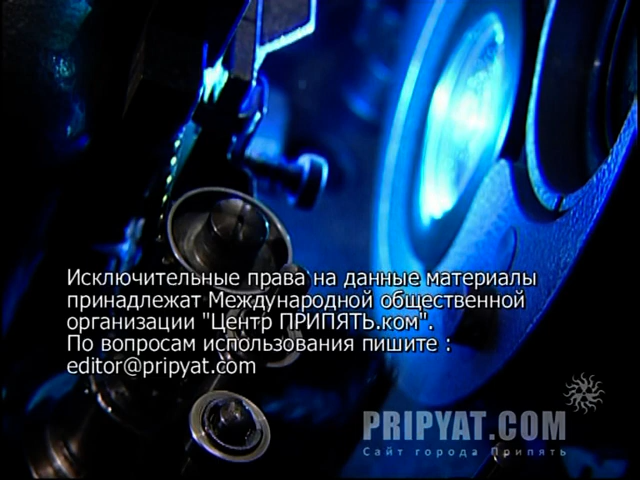 Исключительные права на данные материалы
принадлежат Международной общественной
организации "Центр ПРИПЯТЬ.ком".
По вопросам использования пишите :
editor@pripyat.com
PRIPYAT.COM
Сайт города Припять